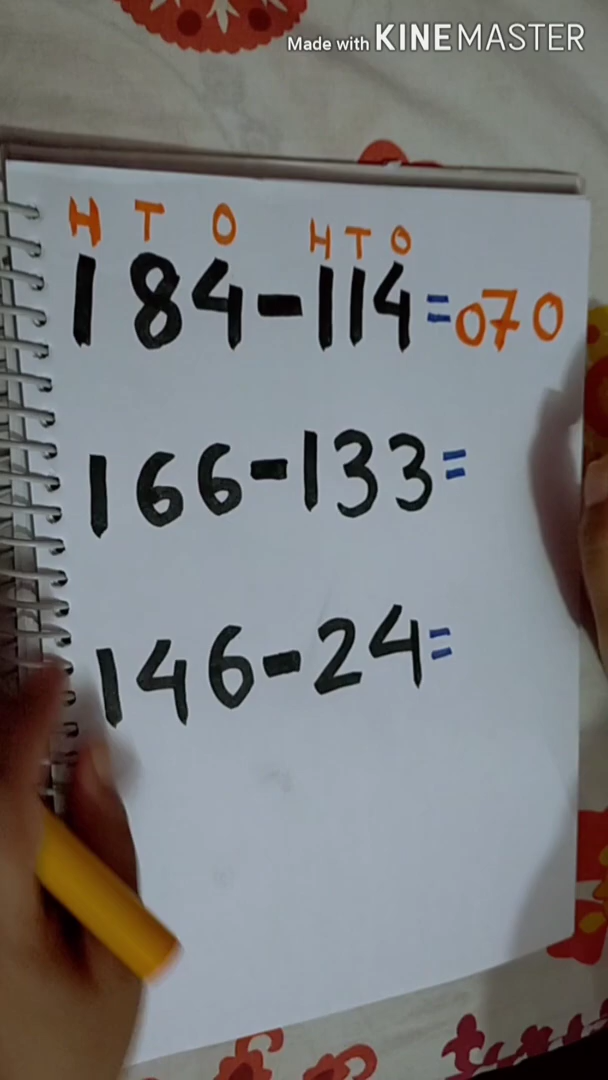 Made with KINEMASTER
H T O H T O
184-114=070
166-133=
146-24=